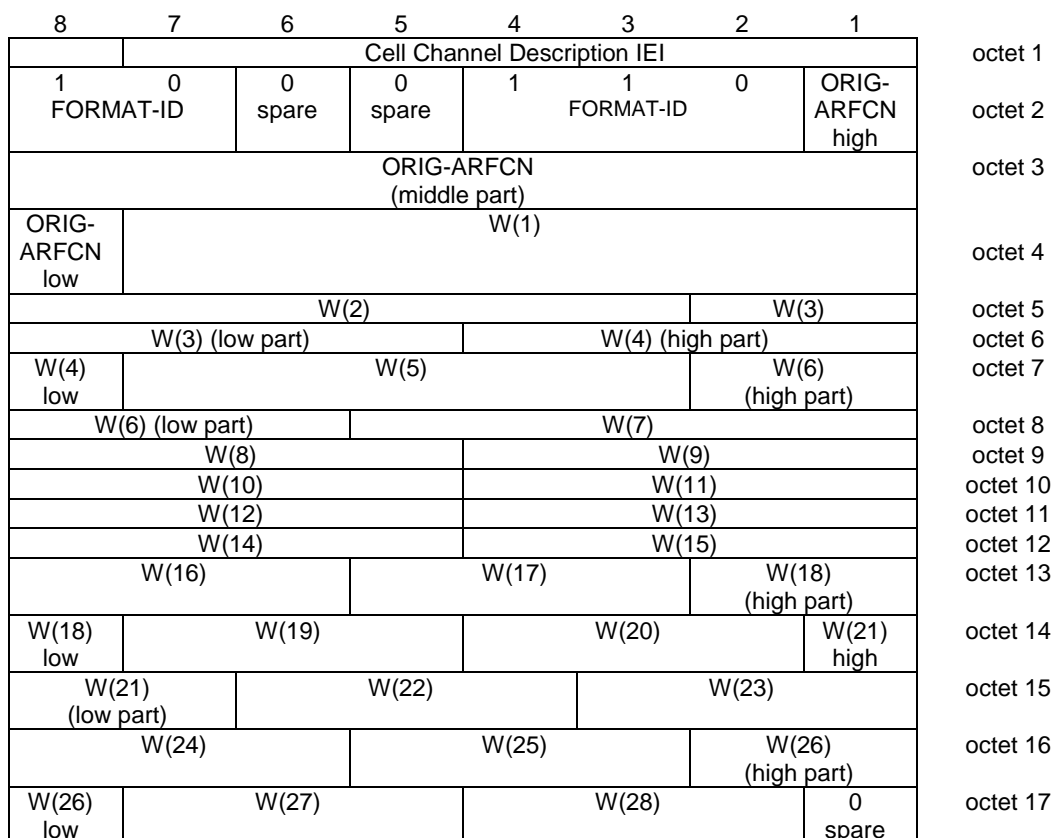 8 7 6 5 4 3 2 1
Cell Channel Description IEI octet 1
1 0 0 0 1 1 0 ORIG-
FORMAT-ID spare spare FORMAT-ID ARFCN octet 2
high
ORIG-ARFCN octet 3
(middle part)
ORIG- W(1)
ARFCN octet 4
low
W(2) W(3) octet 5
W(3) (low part) W(4) (high part) octet 6
W(4) W(5) W(6) octet 7
low (high part)
W(6) (low part) W(7) octet 8
W(8) W(9) octet 9
W(10) W(11) octet 10
W(12) W(13) octet 11
W(14) W(15) octet 12
W(16) W(17) W(18) octet 13
(high part)
W(18) W(19) W(20) W(21) octet 14
low high
W(21) W(22) W(23) octet 15
(low part)
W(24) W(25) W(26) octet 16
(high part)
W(26) W(27) W(28) 0 octet 17
low spare